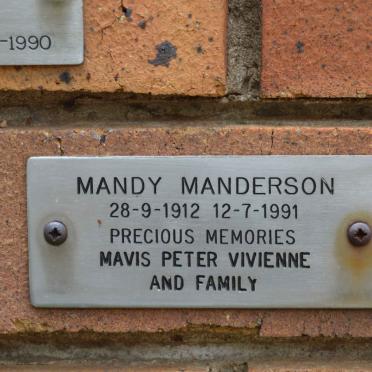 -1990
MANDY MANDERSON
28-9-1912 12-7-1991
PRECIOUS MEMORIES
MAVIS PETER VIVIENNE
AND FAMILY